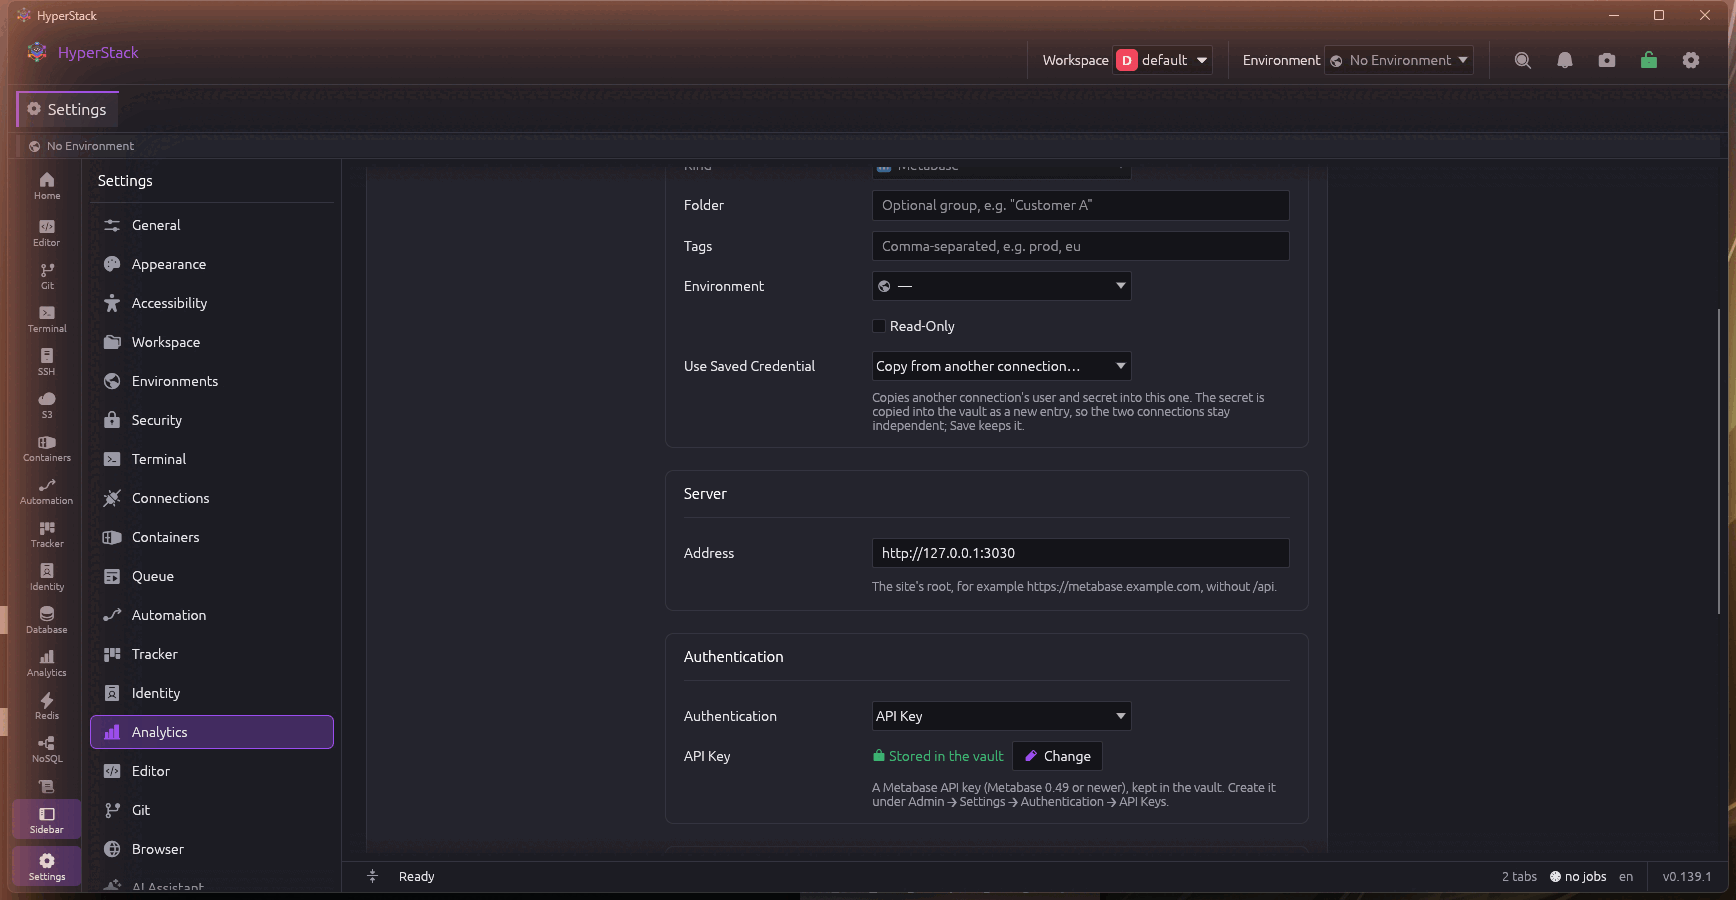 HyperStack
HyperStack
Workspace D default
Environment No Environment
Settings
No Environment
Home
Editor
Git
Terminal
SSH
S3
Containers
Automation
Tracker
Identity
Database
Analytics
Redis
NoSQL
Sidebar
Settings
Settings
General
Appearance
Accessibility
Workspace
Environments
Security
Terminal
Connections
Containers
Queue
Automation
Tracker
Identity
Analytics
Editor
Git
Browser
AI Assistant
Kind Metabase
Folder Optional group, e.g. "Customer A"
Tags Comma-separated, e.g. prod, eu
Environment —
Read-Only
Use Saved Credential Copy from another connection...
Copies another connection's user and secret into this one. The secret is
copied into the vault as a new entry, so the two connections stay
independent; Save keeps it.
Server
Address http://127.0.0.1:3030
The site's root, for example https://metabase.example.com, without /api.
Authentication
Authentication API Key
API Key Stored in the vault Change
A Metabase API key (Metabase 0.49 or newer), kept in the vault. Create it
under Admin → Settings → Authentication → API Keys.
Ready
2 tabs no jobs en v0.139.1